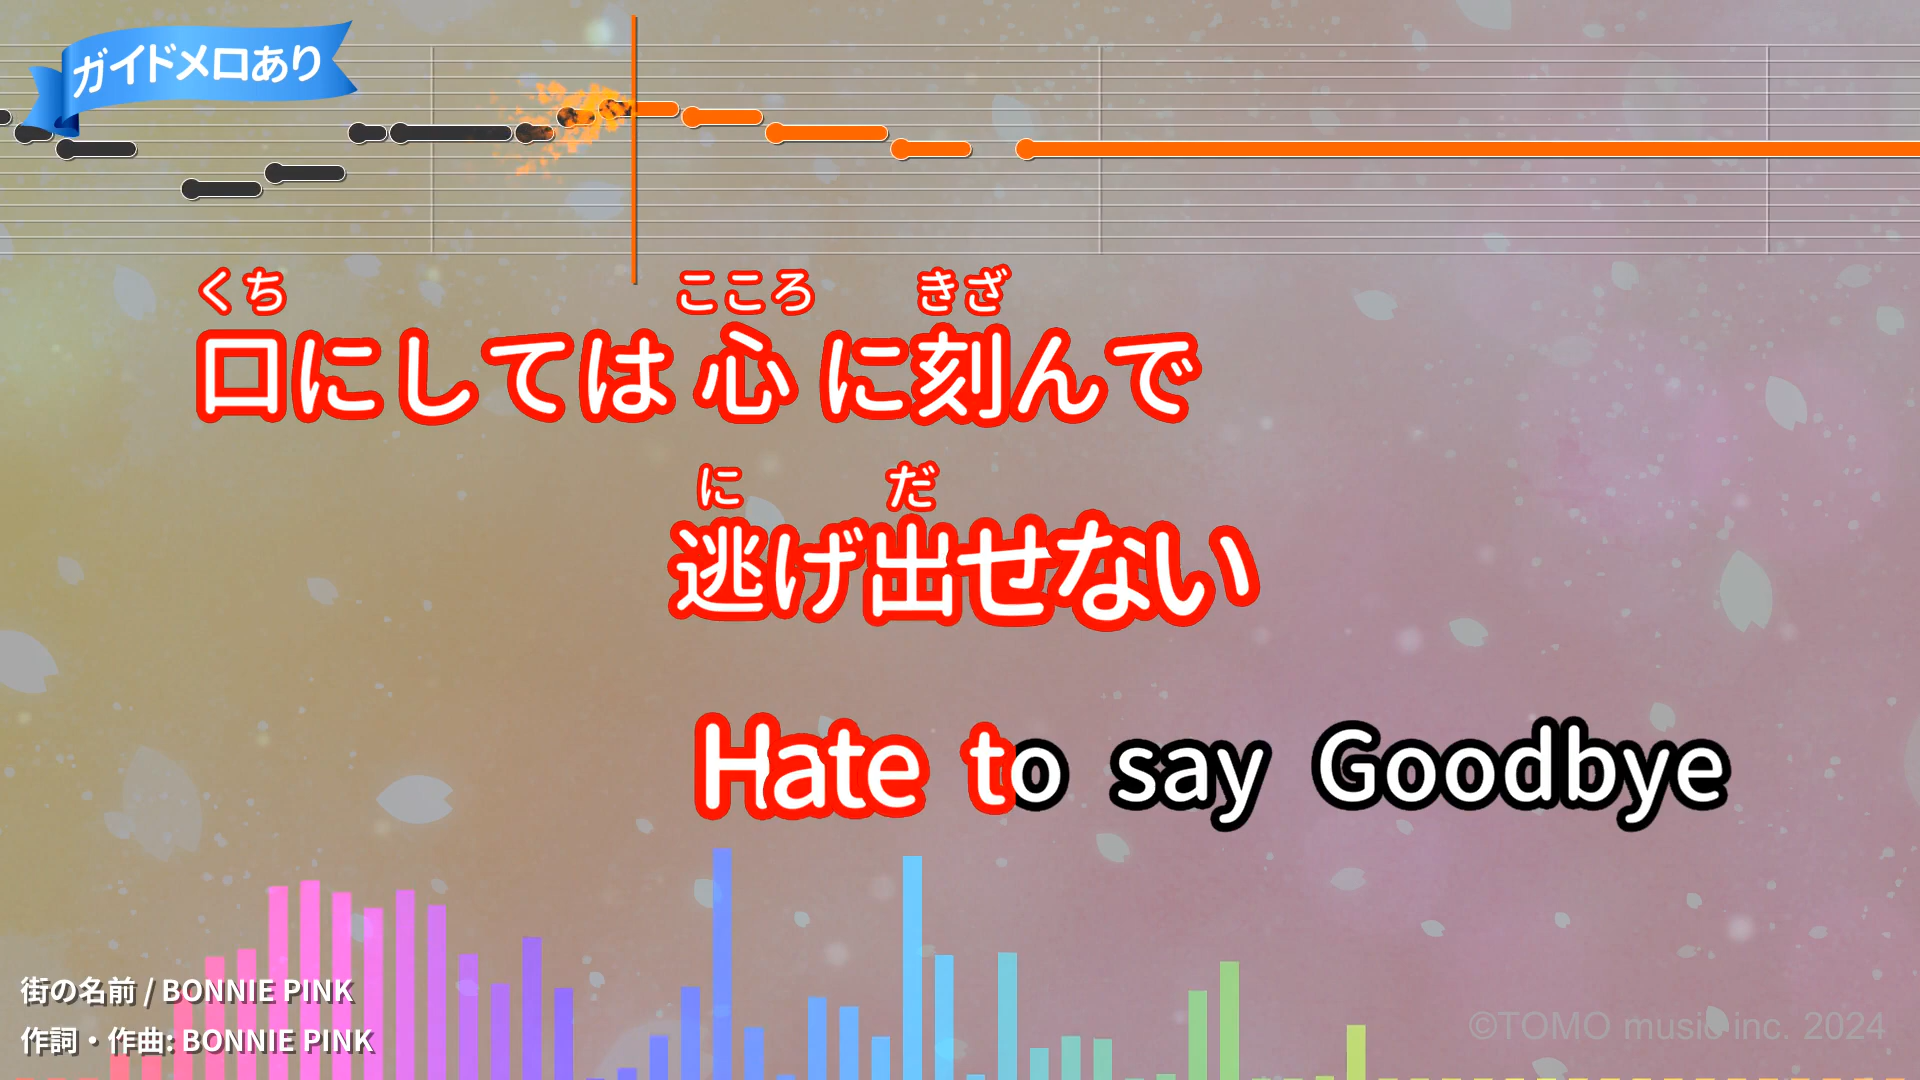 ガイドメロあり
くち こころ きざ
口にしては 心 に刻んで
に だ
逃げ出せない
Hate to say Goodbye
街の名前 / BONNIE PINK
作詞・作曲: BONNIE PINK
©TOMO music inc. 2024